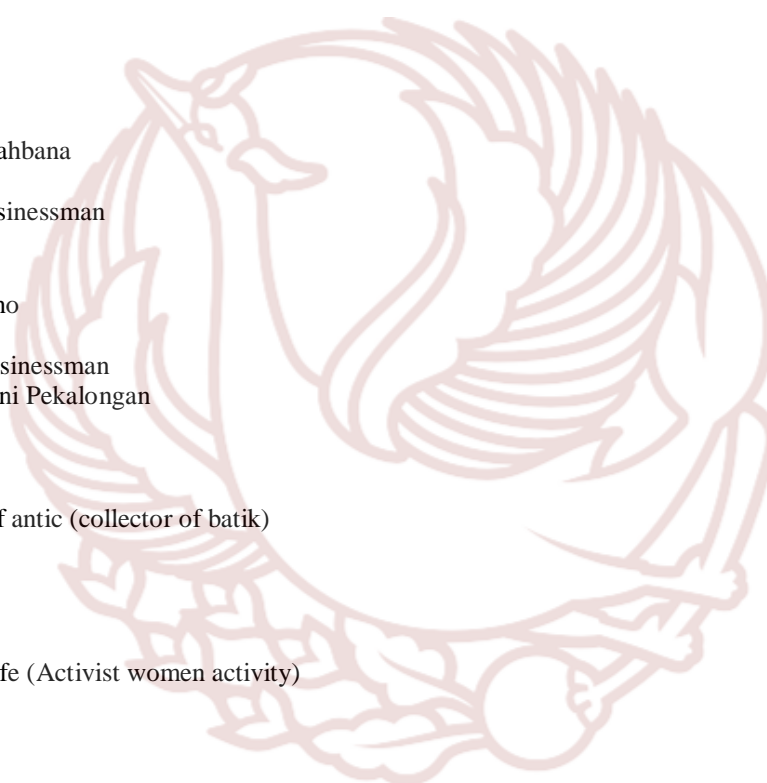 ahbana
sinessman
no
sinessman
ni Pekalongan
f antic (collector of batik)
fe (Activist women activity)